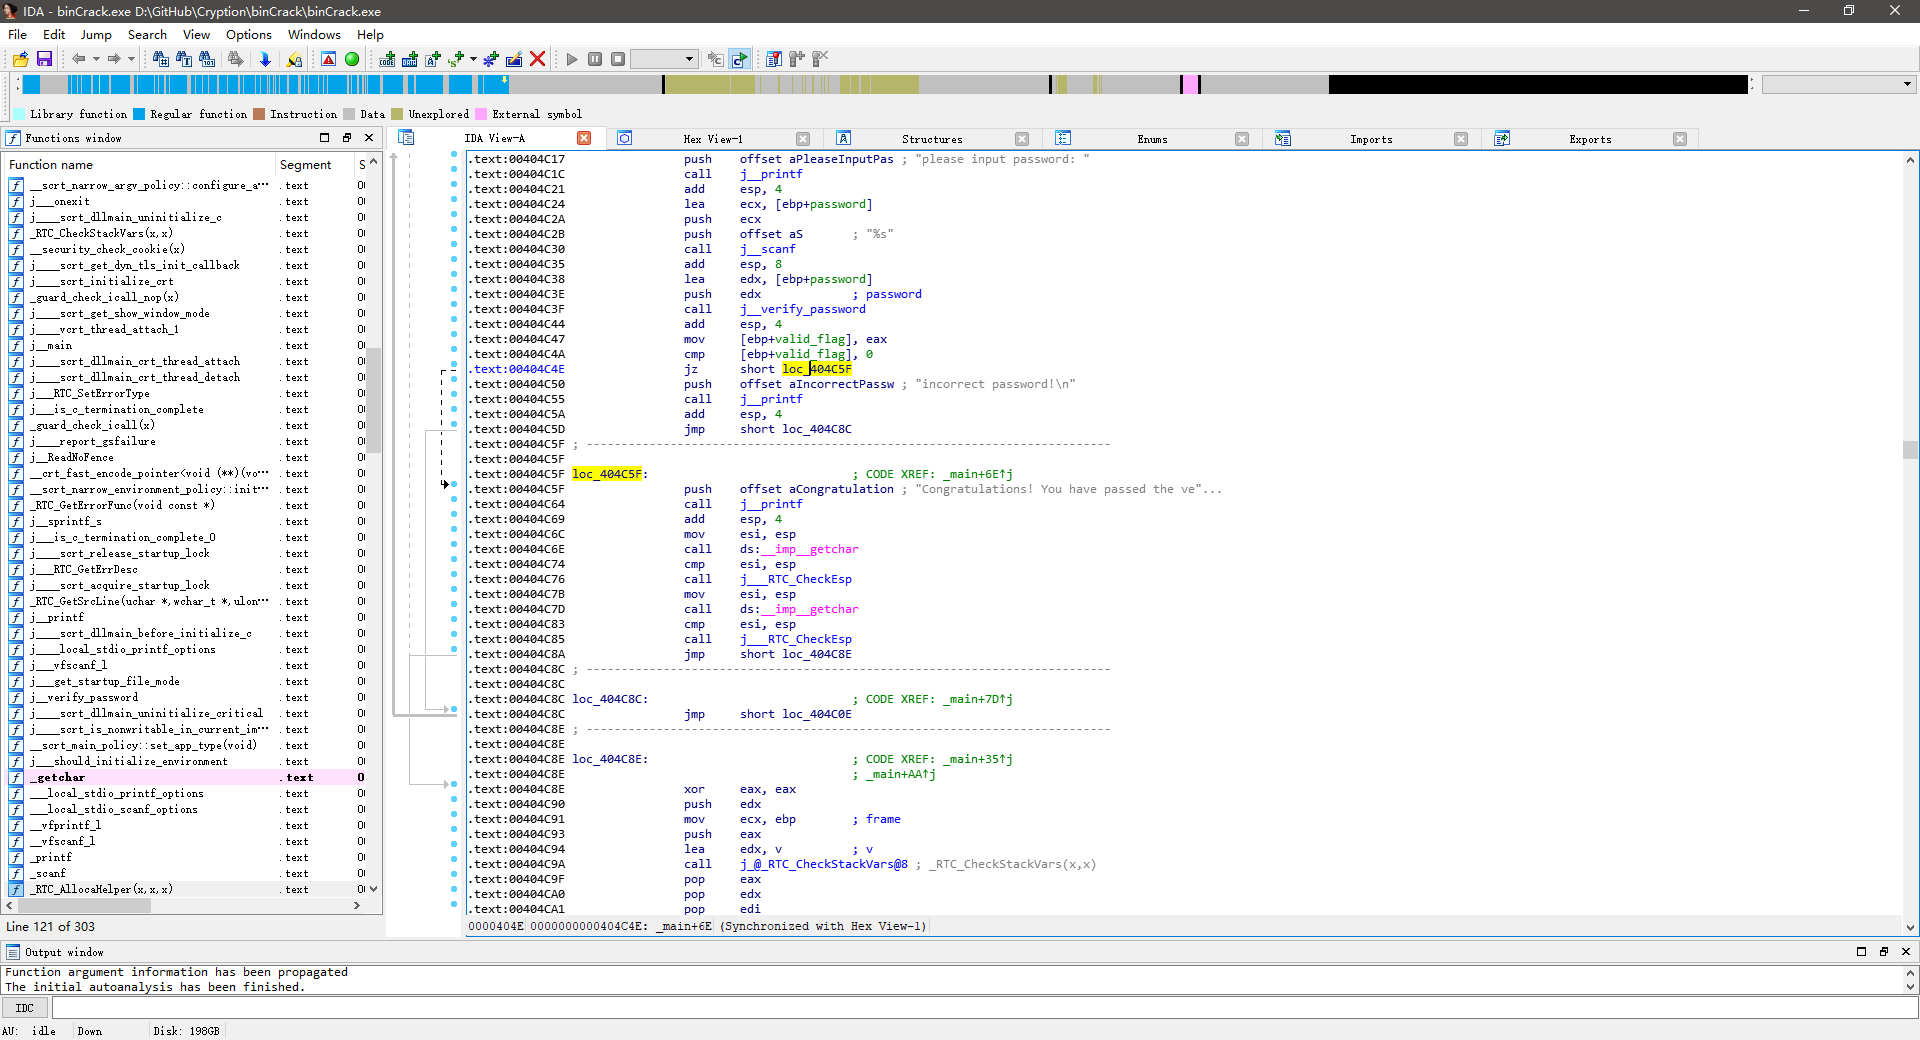 IDA - binCrack.exe D:\GitHub\Cryption\binCrack\binCrack.exe
File Edit Jump Search View Options Windows Help
Library function Regular function Instruction Data Unexplored External symbol
Functions window
Function name Segment S
__scrt_narrow_argv_policy::configure_a··· .text 0
j___onexit .text 0
j____scrt_dllmain_uninitialize_c .text 0
_RTC_CheckStackVars(x,x) .text 0
__security_check_cookie(x) .text 0
j____scrt_get_dyn_tls_init_callback .text 0
j____scrt_initialize_crt .text 0
_guard_check_icall_nop(x) .text 0
j____scrt_get_show_window_mode .text 0
j____vcrt_thread_attach_1 .text 0
j__main .text 0
j____scrt_dllmain_crt_thread_attach .text 0
j____scrt_dllmain_crt_thread_detach .text 0
j___RTC_SetErrorType .text 0
j___is_c_termination_complete .text 0
_guard_check_icall(x) .text 0
j____report_gsfailure .text 0
j__ReadNoFence .text 0
__crt_fast_encode_pointer<void (**)(vo··· .text 0
__scrt_narrow_environment_policy::init··· .text 0
_RTC_GetErrorFunc(void const *) .text 0
j__sprintf_s .text 0
j___is_c_termination_complete_0 .text 0
j____scrt_release_startup_lock .text 0
j___RTC_GetErrDesc .text 0
j____scrt_acquire_startup_lock .text 0
_RTC_GetSrcLine(uchar *,wchar_t *,ulon··· .text 0
j__printf .text 0
j____scrt_dllmain_before_initialize_c .text 0
j____local_stdio_printf_options .text 0
j___vfscanf_l .text 0
j___get_startup_file_mode .text 0
j__verify_password .text 0
j____scrt_dllmain_uninitialize_critical .text 0
j____scrt_is_nonwritable_in_current_im··· .text 0
__scrt_main_policy::set_app_type(void) .text 0
j___should_initialize_environment .text 0
_getchar .text 0
___local_stdio_printf_options .text 0
___local_stdio_scanf_options .text 0
__vfprintf_l .text 0
__vfscanf_l .text 0
_printf .text 0
_scanf .text 0
_RTC_AllocaHelper(x,x,x) .text 0
Line 121 of 303
IDA View-A Hex View-1 Structures Enums Imports Exports
.text:00404C17 push offset aPleaseInputPas ; "please input password: "
.text:00404C1C call j__printf
.text:00404C21 add esp, 4
.text:00404C24 lea ecx, [ebp+password]
.text:00404C2A push ecx
.text:00404C2B push offset aS ; "%s"
.text:00404C30 call j__scanf
.text:00404C35 add esp, 8
.text:00404C38 lea edx, [ebp+password]
.text:00404C3E push edx ; password
.text:00404C3F call j__verify_password
.text:00404C44 add esp, 4
.text:00404C47 mov [ebp+valid_flag], eax
.text:00404C4A cmp [ebp+valid_flag], 0
.text:00404C4E jz short loc_404C5F
.text:00404C50 push offset aIncorrectPassw ; "incorrect password!\n"
.text:00404C55 call j__printf
.text:00404C5A add esp, 4
.text:00404C5D jmp short loc_404C8C
.text:00404C5F ; ---------------------------------------------------------------------------
.text:00404C5F
.text:00404C5F loc_404C5F: ; CODE XREF: _main+6E↑j
.text:00404C5F push offset aCongratulation ; "Congratulations! You have passed the ve"...
.text:00404C64 call j__printf
.text:00404C69 add esp, 4
.text:00404C6C mov esi, esp
.text:00404C6E call ds:__imp__getchar
.text:00404C74 cmp esi, esp
.text:00404C76 call j___RTC_CheckEsp
.text:00404C7B mov esi, esp
.text:00404C7D call ds:__imp__getchar
.text:00404C83 cmp esi, esp
.text:00404C85 call j___RTC_CheckEsp
.text:00404C8A jmp short loc_404C8E
.text:00404C8C ; ---------------------------------------------------------------------------
.text:00404C8C
.text:00404C8C loc_404C8C: ; CODE XREF: _main+7D↑j
.text:00404C8C jmp short loc_404C0E
.text:00404C8E ; ---------------------------------------------------------------------------
.text:00404C8E
.text:00404C8E loc_404C8E: ; CODE XREF: _main+35↑j
.text:00404C8E ; _main+AA↑j
.text:00404C8E xor eax, eax
.text:00404C90 push edx
.text:00404C91 mov ecx, ebp ; frame
.text:00404C93 push eax
.text:00404C94 lea edx, v ; v
.text:00404C9A call j_@_RTC_CheckStackVars@8 ; _RTC_CheckStackVars(x,x)
.text:00404C9F pop eax
.text:00404CA0 pop edx
.text:00404CA1 pop edi
0000404E 0000000000404C4E: _main+6E (Synchronized with Hex View-1)
Output window
Function argument information has been propagated
The initial autoanalysis has been finished.
IDC
AU: idle Down Disk: 198GB